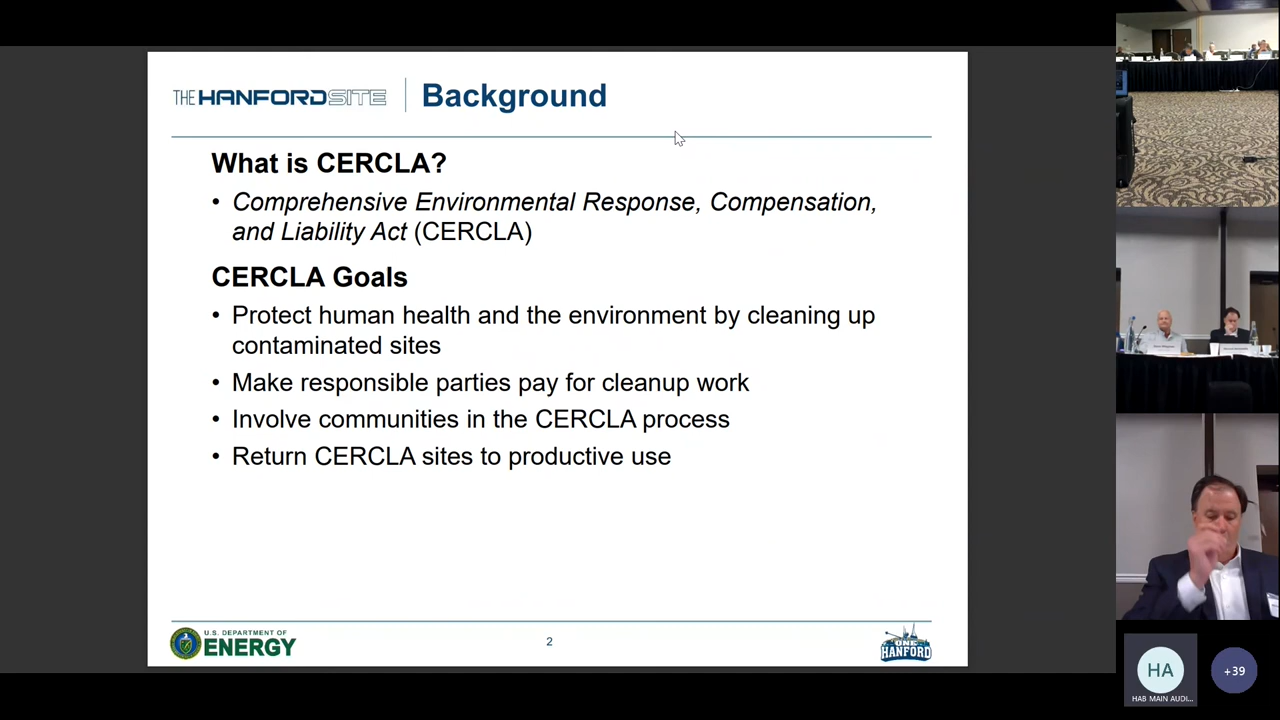 THE HANFORD SITE
Background
What is CERCLA?
• Comprehensive Environmental Response, Compensation,
and Liability Act (CERCLA)
CERCLA Goals
• Protect human health and the environment by cleaning up
contaminated sites
• Make responsible parties pay for cleanup work
• Involve communities in the CERCLA process
• Return CERCLA sites to productive use
U.S. DEPARTMENT OF
ENERGY
2
ONE
HANFORD
HA
+39
HAB MAIN AUDI...